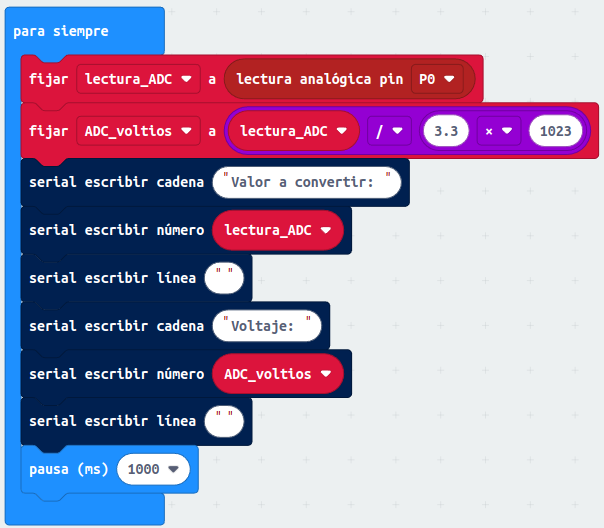 para siempre
fijar lectura_ADC a lectura analógica pin P0
fijar ADC_voltios a lectura_ADC / 3.3 × 1023
serial escribir cadena "Valor a convertir: "
serial escribir número lectura_ADC
serial escribir línea " "
serial escribir cadena "Voltaje: "
serial escribir número ADC_voltios
serial escribir línea " "
pausa (ms) 1000